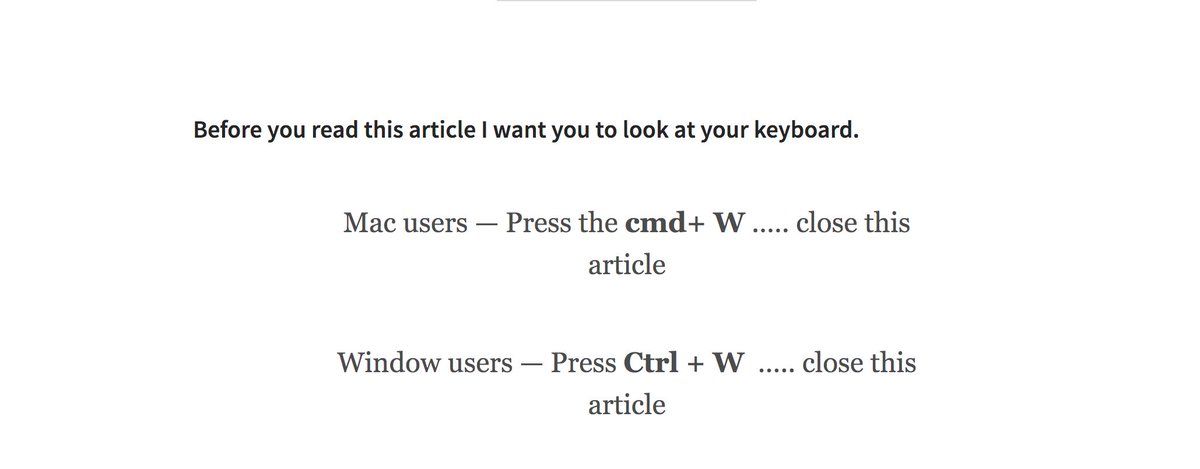 Before you read this article I want you to look at your keyboard.
Mac users — Press the cmd+ W ..... close this
article
Window users — Press Ctrl + W ..... close this
article